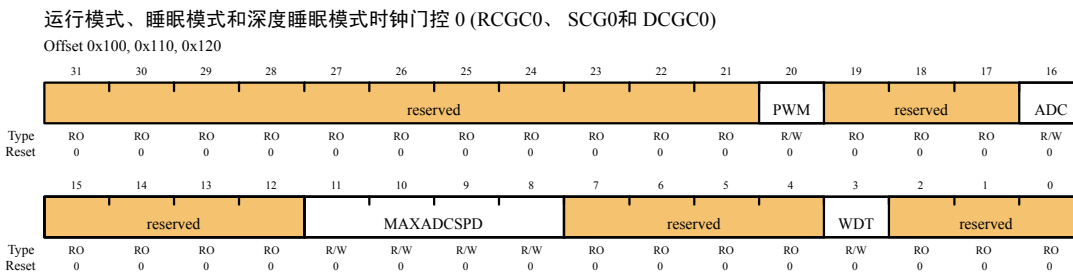 运行模式、睡眠模式和深度睡眠模式时钟门控 0 (RCGC0、 SCG0和 DCGC0)
Offset 0x100, 0x110, 0x120
31 30 29 28 27 26 25 24 23 22 21 20 19 18 17 16
reserved PWM reserved ADC
Type RO RO RO RO RO RO RO RO RO RO RO R/W RO RO RO R/W
Reset 0 0 0 0 0 0 0 0 0 0 0 0 0 0 0 0
15 14 13 12 11 10 9 8 7 6 5 4 3 2 1 0
reserved MAXADCSPD reserved WDT reserved
Type RO RO RO RO R/W R/W R/W R/W RO RO RO RO R/W RO RO RO
Reset 0 0 0 0 0 0 0 0 0 0 0 0 0 0 0 0